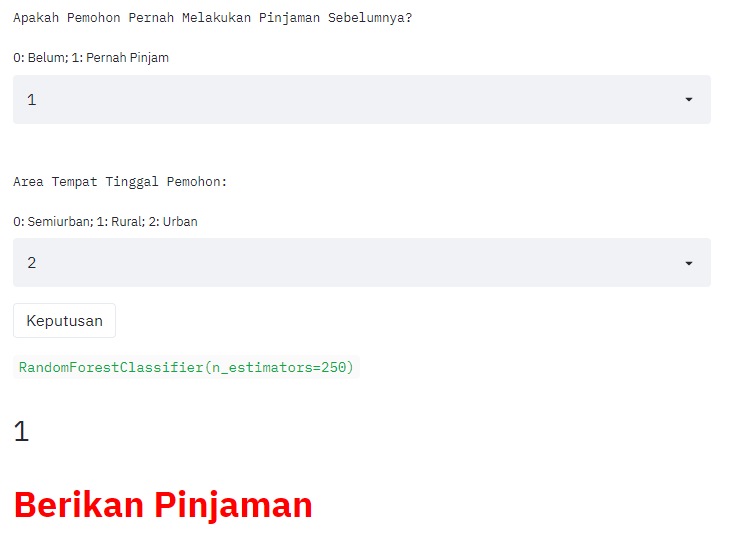 Apakah Pemohon Pernah Melakukan Pinjaman Sebelumnya?
0: Belum; 1: Pernah Pinjam
1
Area Tempat Tinggal Pemohon:
0: Semiurban; 1: Rural; 2: Urban
2
Keputusan
RandomForestClassifier(n_estimators=250)
1
Berikan Pinjaman